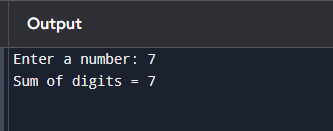 Output
Enter a number: 7
Sum of digits = 7